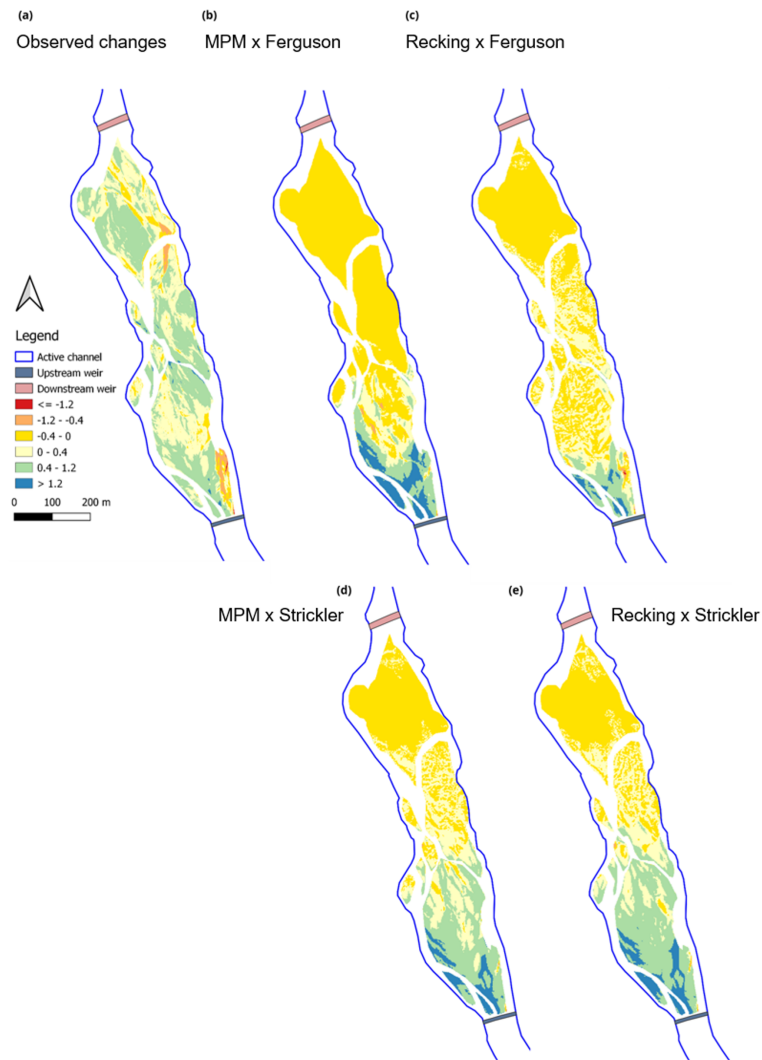 (a) (b) (c)
Observed changes MPM x Ferguson Recking x Ferguson
Legend
Active channel
Upstream weir
Downstream weir
<= -1.2
-1.2 - -0.4
-0.4 - 0
0 - 0.4
0.4 - 1.2
> 1.2
0 100 200 m
(d) (e)
MPM x Strickler Recking x Strickler